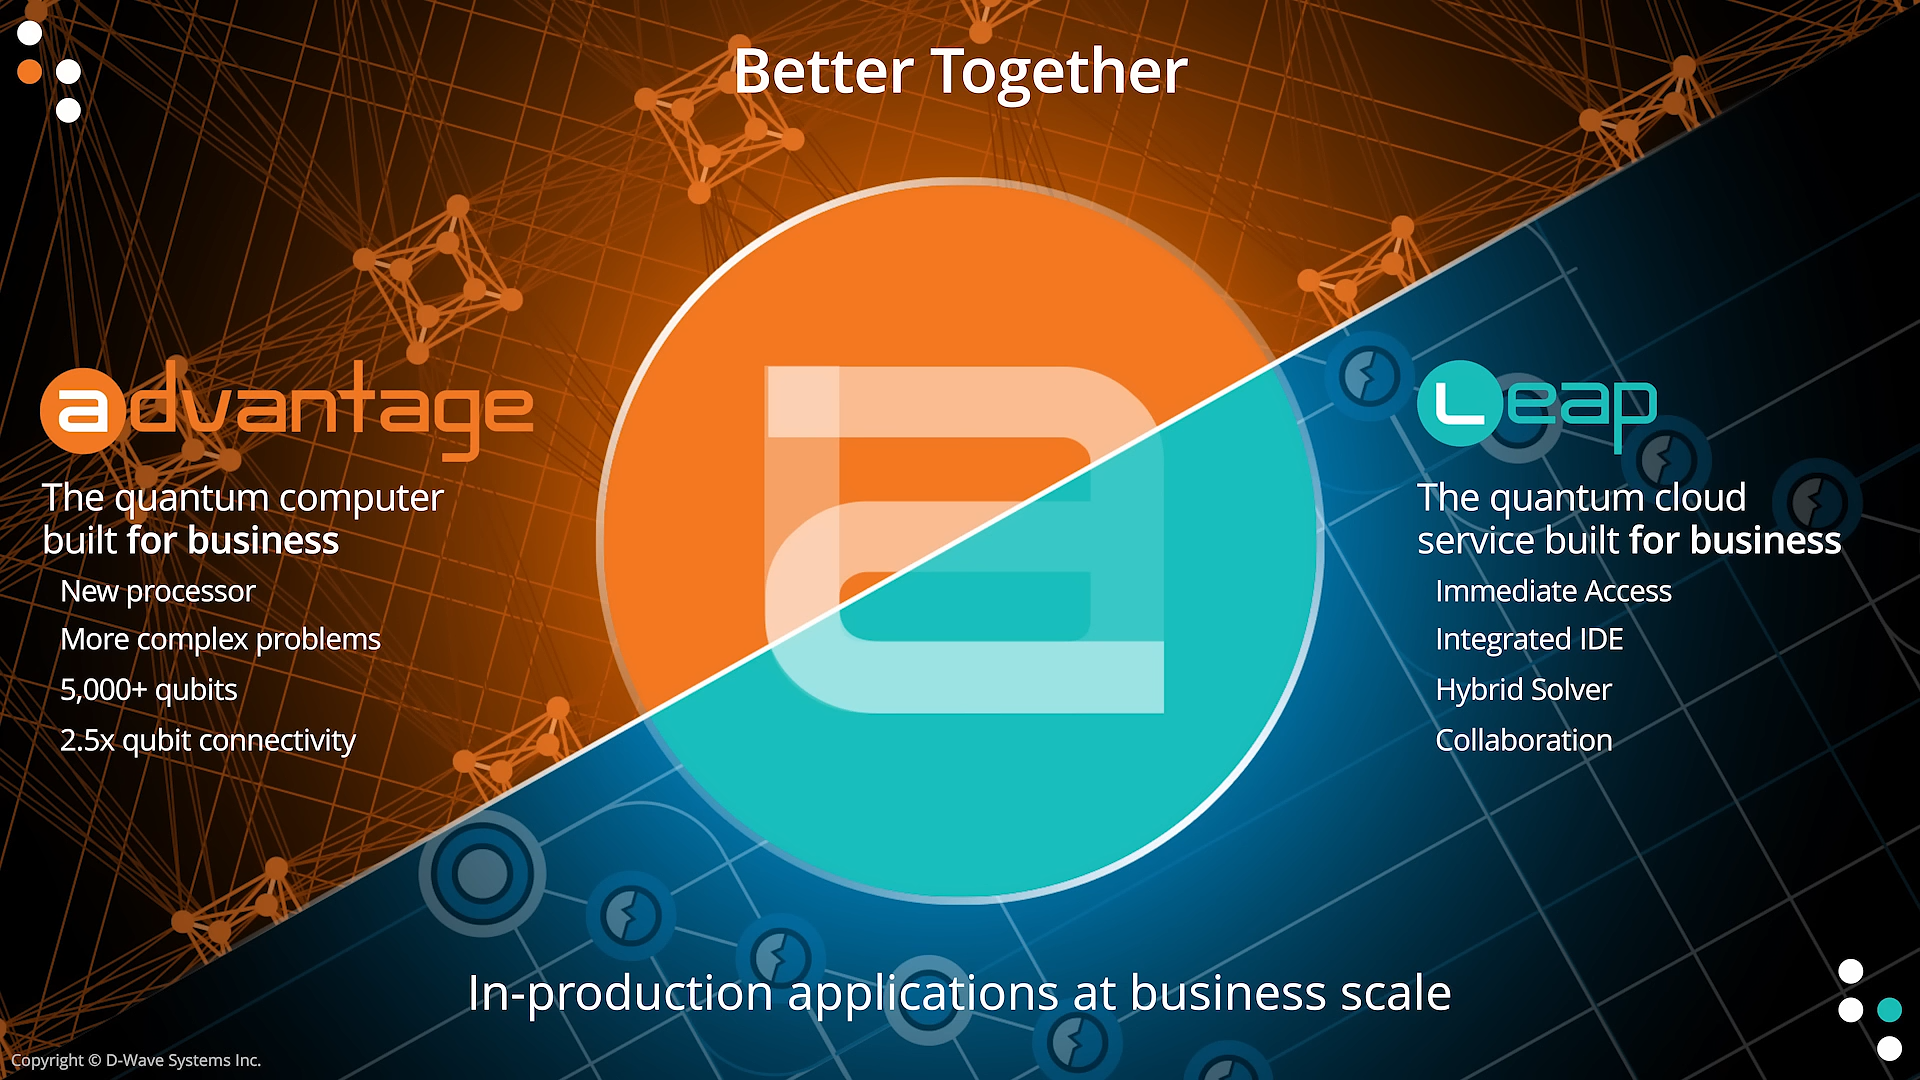 Better Together
advantage
The quantum computer
built for business
New processor
More complex problems
5,000+ qubits
2.5x qubit connectivity
Leap
The quantum cloud
service built for business
Immediate Access
Integrated IDE
Hybrid Solver
Collaboration
In-production applications at business scale
Copyright © D-Wave Systems Inc.